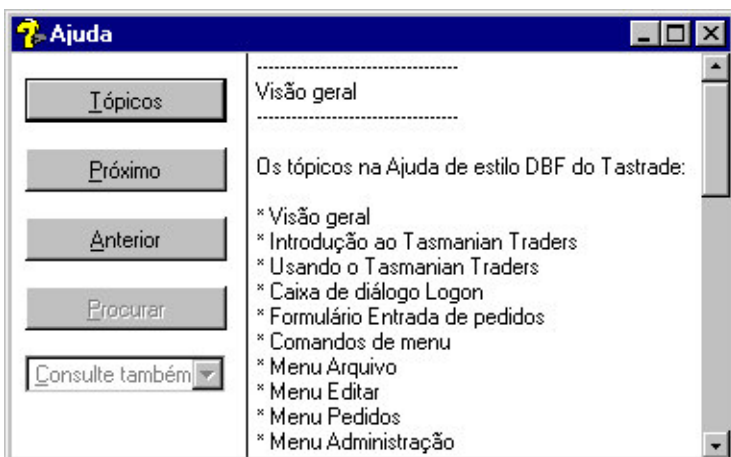 Ajuda
Tópicos
Próximo
Anterior
Procurar
Consulte também
---------------------------------
Visão geral
---------------------------------
Os tópicos na Ajuda de estilo DBF do Tastrade:
* Visão geral
* Introdução ao Tasmanian Traders
* Usando o Tasmanian Traders
* Caixa de diálogo Logon
* Formulário Entrada de pedidos
* Comandos de menu
* Menu Arquivo
* Menu Editar
* Menu Pedidos
* Menu Administração